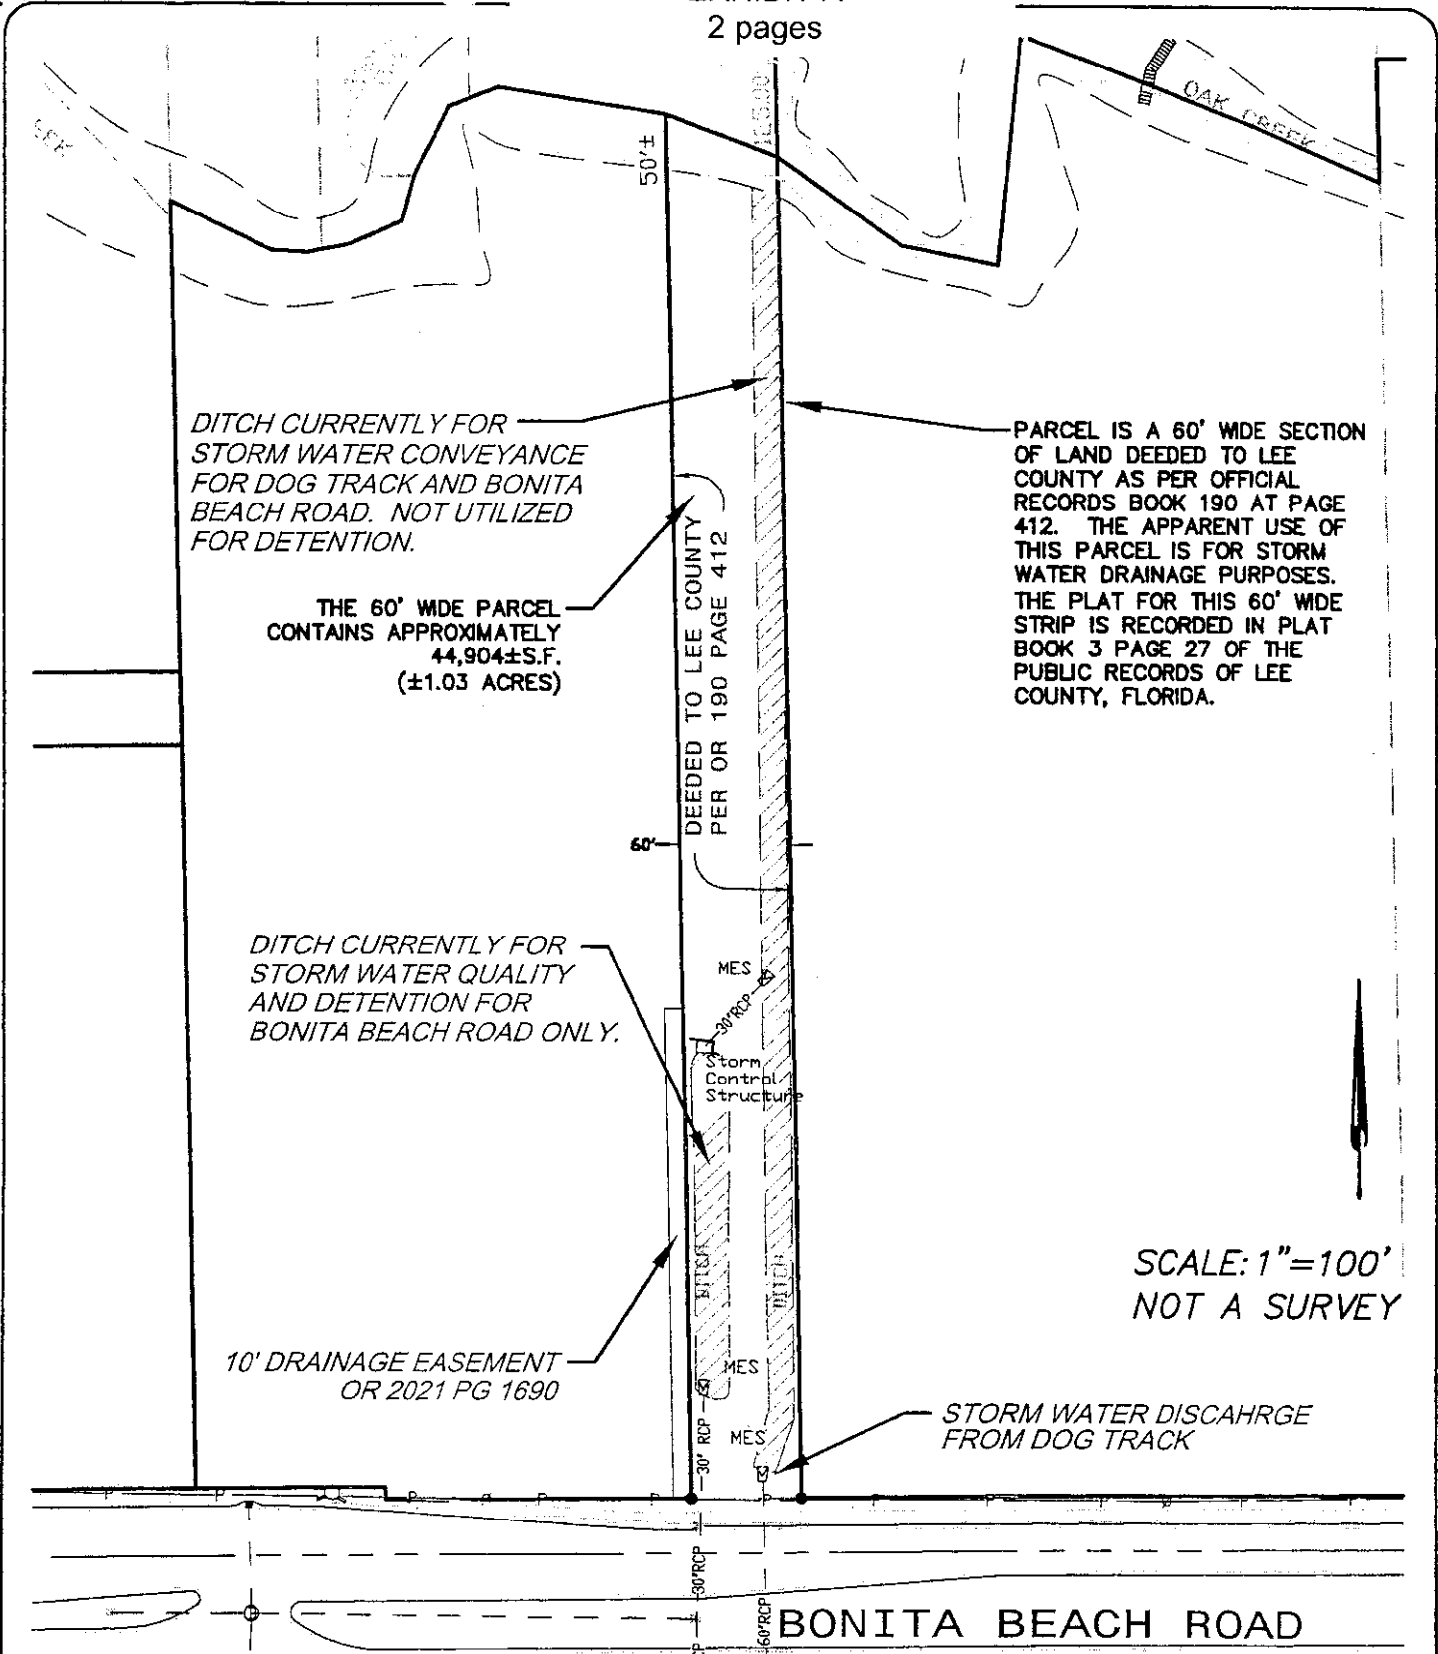 2 pages
OAK CREEK
50'±
DITCH CURRENTLY FOR
STORM WATER CONVEYANCE
FOR DOG TRACK AND BONITA
BEACH ROAD. NOT UTILIZED
FOR DETENTION.
PARCEL IS A 60' WIDE SECTION
OF LAND DEEDED TO LEE
COUNTY AS PER OFFICIAL
RECORDS BOOK 190 AT PAGE
412. THE APPARENT USE OF
THIS PARCEL IS FOR STORM
WATER DRAINAGE PURPOSES.
THE PLAT FOR THIS 60' WIDE
STRIP IS RECORDED IN PLAT
BOOK 3 PAGE 27 OF THE
PUBLIC RECORDS OF LEE
COUNTY, FLORIDA.
THE 60' WIDE PARCEL
CONTAINS APPROXIMATELY
44,904±S.F.
(±1.03 ACRES)
DEEDED TO LEE COUNTY
PER OR 190 PAGE 412
60'
DITCH CURRENTLY FOR
STORM WATER QUALITY
AND DETENTION FOR
BONITA BEACH ROAD ONLY.
MES
30"RCP
Storm
Control
Structure
DITCH
DITCH
SCALE: 1"=100'
NOT A SURVEY
10' DRAINAGE EASEMENT
OR 2021 PG 1690
MES
30" RCP
MES
STORM WATER DISCAHRGE
FROM DOG TRACK
P
P
P
P
P
P
P
30"RCP
60"RCP
BONITA BEACH ROAD